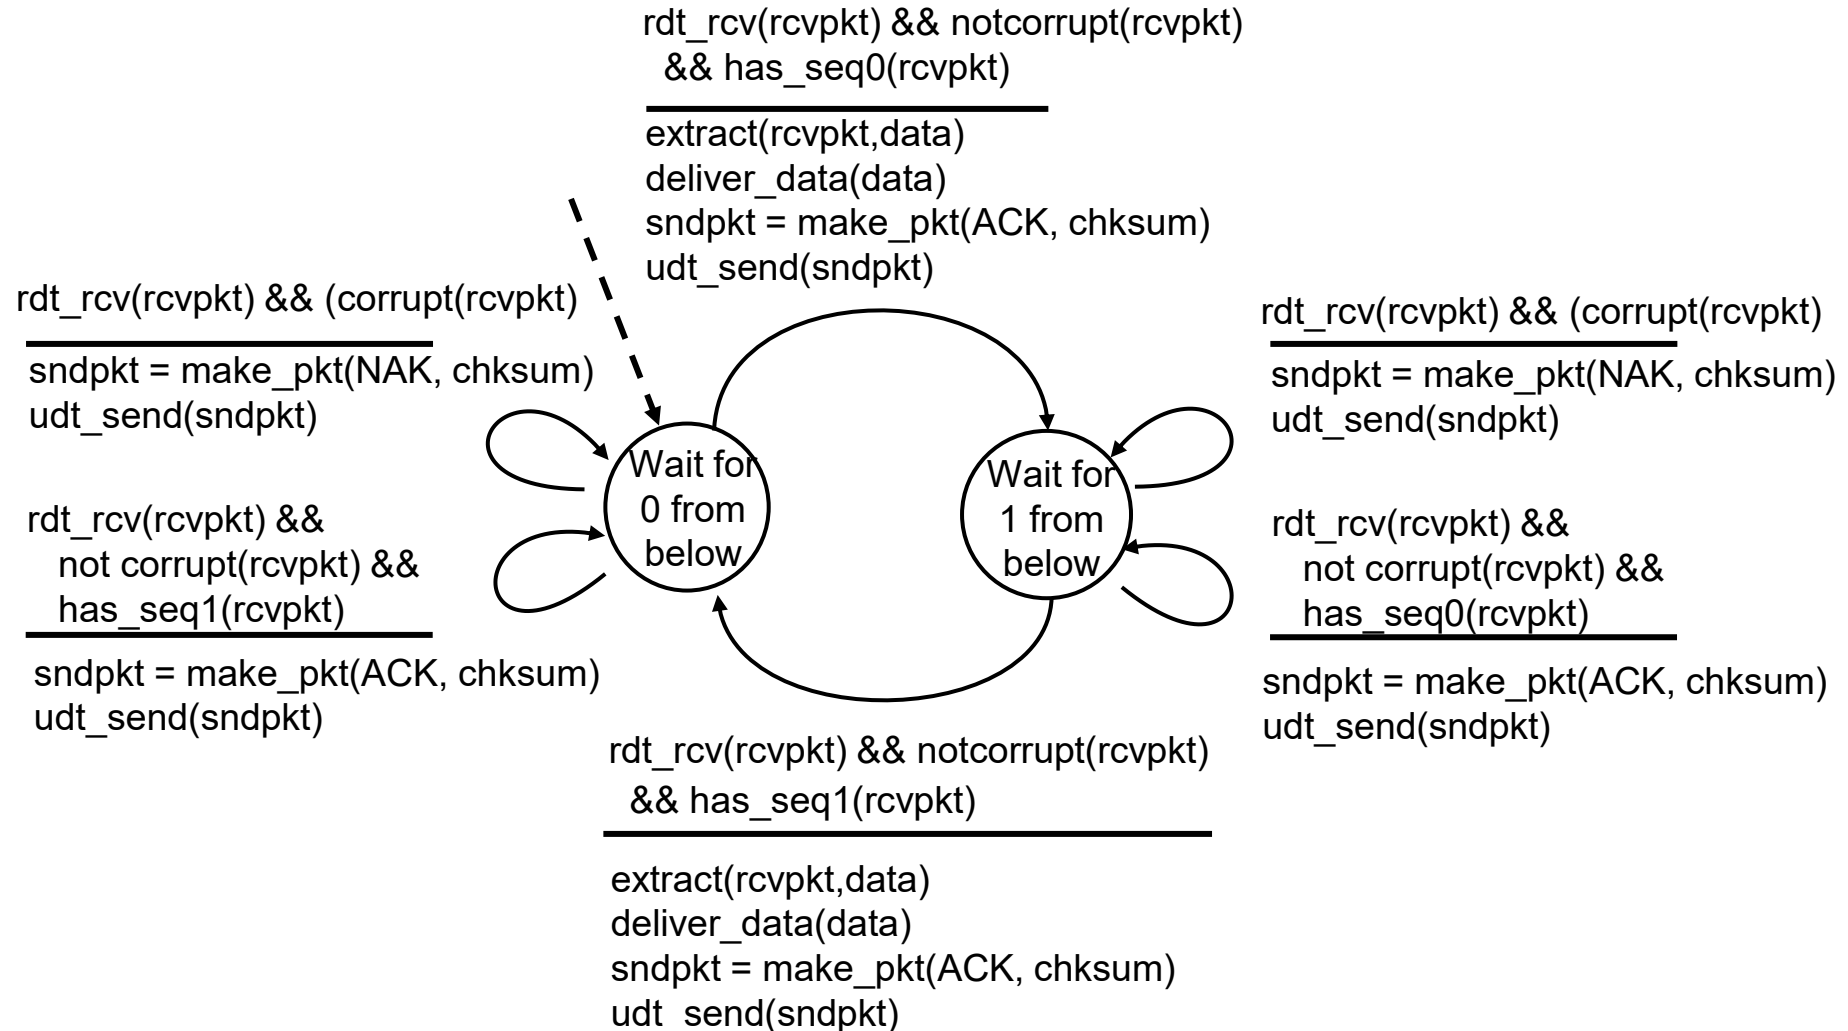 rdt_rcv(rcvpkt) && notcorrupt(rcvpkt)
&& has_seq0(rcvpkt)
extract(rcvpkt,data)
deliver_data(data)
sndpkt = make_pkt(ACK, chksum)
udt_send(sndpkt)
rdt_rcv(rcvpkt) && (corrupt(rcvpkt)
sndpkt = make_pkt(NAK, chksum)
udt_send(sndpkt)
rdt_rcv(rcvpkt) &&
not corrupt(rcvpkt) &&
has_seq1(rcvpkt)
sndpkt = make_pkt(ACK, chksum)
udt_send(sndpkt)
Wait for
0 from
below
Wait for
1 from
below
rdt_rcv(rcvpkt) && (corrupt(rcvpkt)
sndpkt = make_pkt(NAK, chksum)
udt_send(sndpkt)
rdt_rcv(rcvpkt) &&
not corrupt(rcvpkt) &&
has_seq0(rcvpkt)
sndpkt = make_pkt(ACK, chksum)
udt_send(sndpkt)
rdt_rcv(rcvpkt) && notcorrupt(rcvpkt)
&& has_seq1(rcvpkt)
extract(rcvpkt,data)
deliver_data(data)
sndpkt = make_pkt(ACK, chksum)
udt_send(sndpkt)